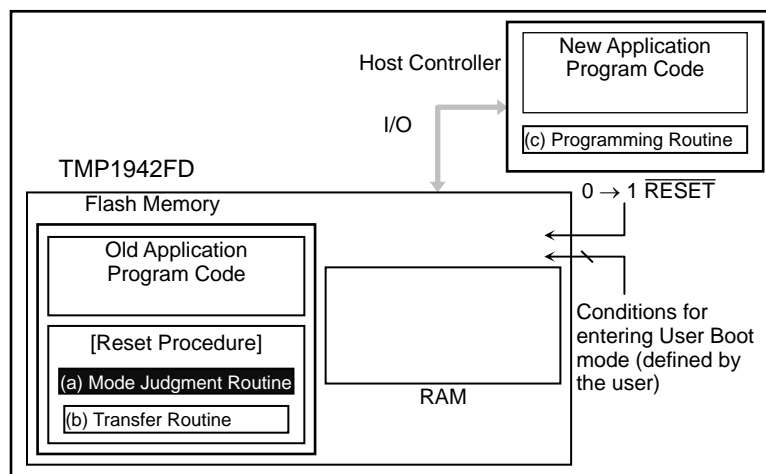 New Application
Program Code
Host Controller
(c) Programming Routine
I/O
TMP1942FD
Flash Memory
0 → 1 R̅E̅S̅E̅T̅
Old Application
Program Code
[Reset Procedure]
(a) Mode Judgment Routine
(b) Transfer Routine
RAM
Conditions for
entering User Boot
mode (defined by
the user)